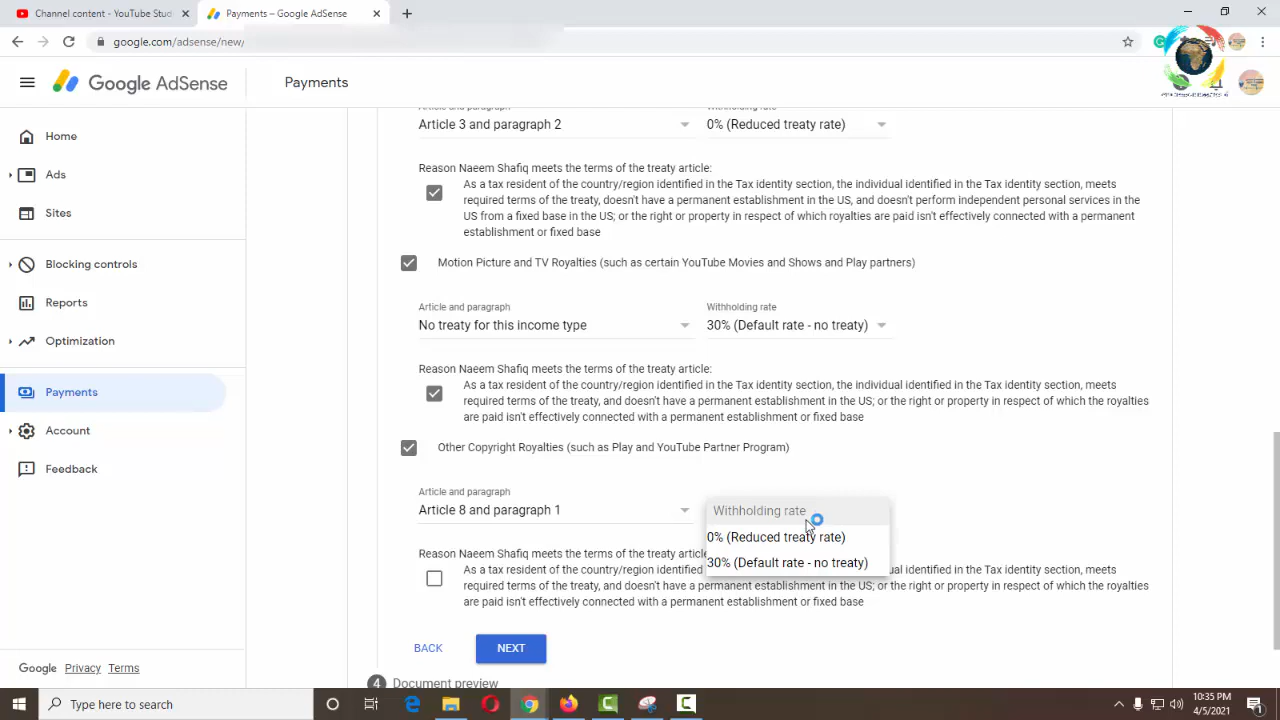 Channel content - YouTube Studio
Payments – Google AdSense
google.com/adsense/new/
Google AdSense
Payments
Home
Ads
Sites
Blocking controls
Reports
Optimization
Payments
Account
Feedback
Google Privacy Terms
Article and paragraph Withholding rate
Article 3 and paragraph 2 0% (Reduced treaty rate)
Reason Naeem Shafiq meets the terms of the treaty article:
As a tax resident of the country/region identified in the Tax identity section, the individual identified in the Tax identity section, meets
required terms of the treaty, doesn't have a permanent establishment in the US, and doesn't perform independent personal services in the
US from a fixed base in the US; or the right or property in respect of which royalties are paid isn't effectively connected with a permanent
establishment or fixed base
Motion Picture and TV Royalties (such as certain YouTube Movies and Shows and Play partners)
Article and paragraph Withholding rate
No treaty for this income type 30% (Default rate - no treaty)
Reason Naeem Shafiq meets the terms of the treaty article:
As a tax resident of the country/region identified in the Tax identity section, the individual identified in the Tax identity section, meets
required terms of the treaty, and doesn't have a permanent establishment in the US; or the right or property in respect of which the royalties
are paid isn't effectively connected with a permanent establishment or fixed base
Other Copyright Royalties (such as Play and YouTube Partner Program)
Article and paragraph
Article 8 and paragraph 1
Withholding rate
0% (Reduced treaty rate)
30% (Default rate - no treaty)
Reason Naeem Shafiq meets the terms of the treaty article
As a tax resident of the country/region identified al identified in the Tax identity section, meets
required terms of the treaty, and doesn't have a permanent establishment in the US; or the right or property in respect of which the royalties
are paid isn't effectively connected with a permanent establishment or fixed base
BACK NEXT
4 Document preview
Type here to search
10:35 PM
4/5/2021